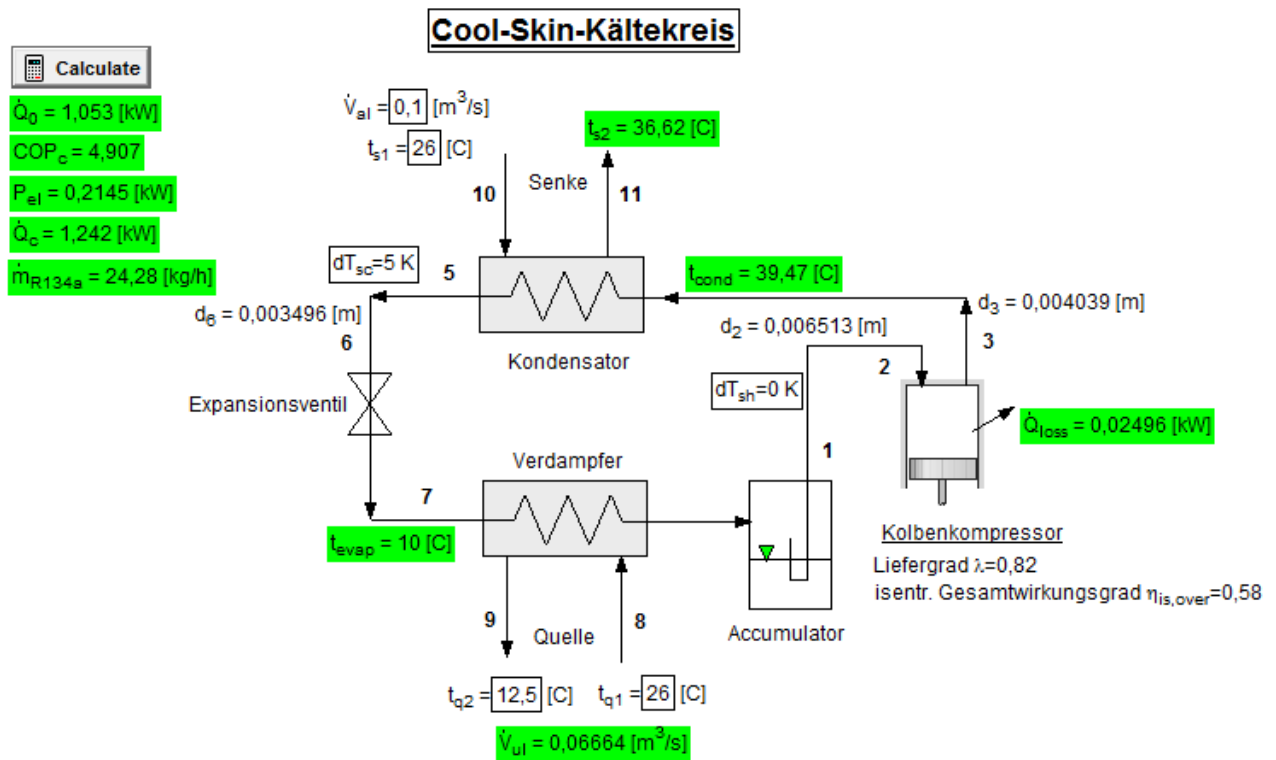 Cool-Skin-Kältekreis
Calculate
Q̇0 = 1,053 [kW]
COPc = 4,907
Pel = 0,2145 [kW]
Q̇c = 1,242 [kW]
ṁR134a = 24,28 [kg/h]
V̇al = 0,1 [m³/s]
ts1 = 26 [C]
ts2 = 36,62 [C]
10
Senke
11
dTsc=5 K
5
tcond = 39,47 [C]
d6 = 0,003496 [m]
d3 = 0,004039 [m]
d2 = 0,006513 [m]
6
Kondensator
2
3
Expansionsventil
dTsh=0 K
Q̇loss = 0,02496 [kW]
Verdampfer
1
7
tevap = 10 [C]
Kolbenkompressor
Liefergrad λ=0,82
isentr. Gesamtwirkungsgrad ηis,over=0,58
9
Quelle
8
Accumulator
tq2 = 12,5 [C]
tq1 = 26 [C]
V̇ul = 0,06664 [m³/s]